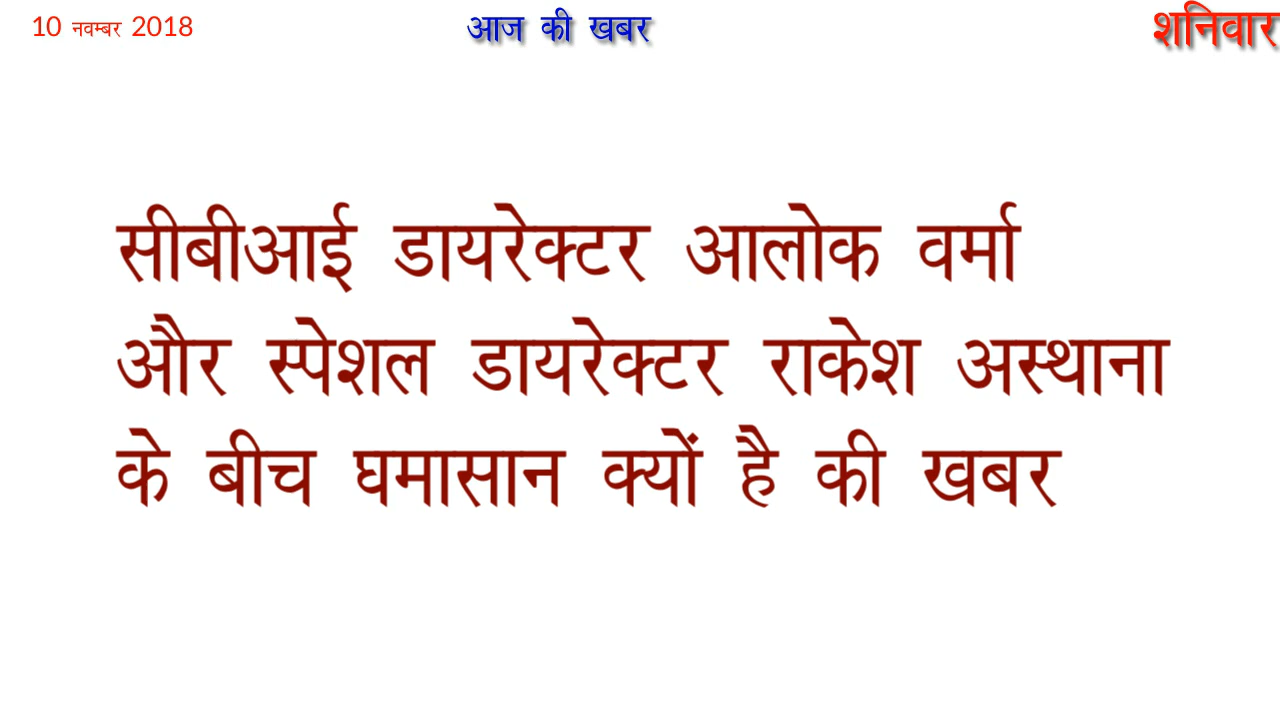 10 नवम्बर 2018 आज की खबर शनिवार
सीबीआई डायरेक्टर आलोक वर्मा
और स्पेशल डायरेक्टर राकेश अस्थाना
के बीच घमासान क्यों है की खबर